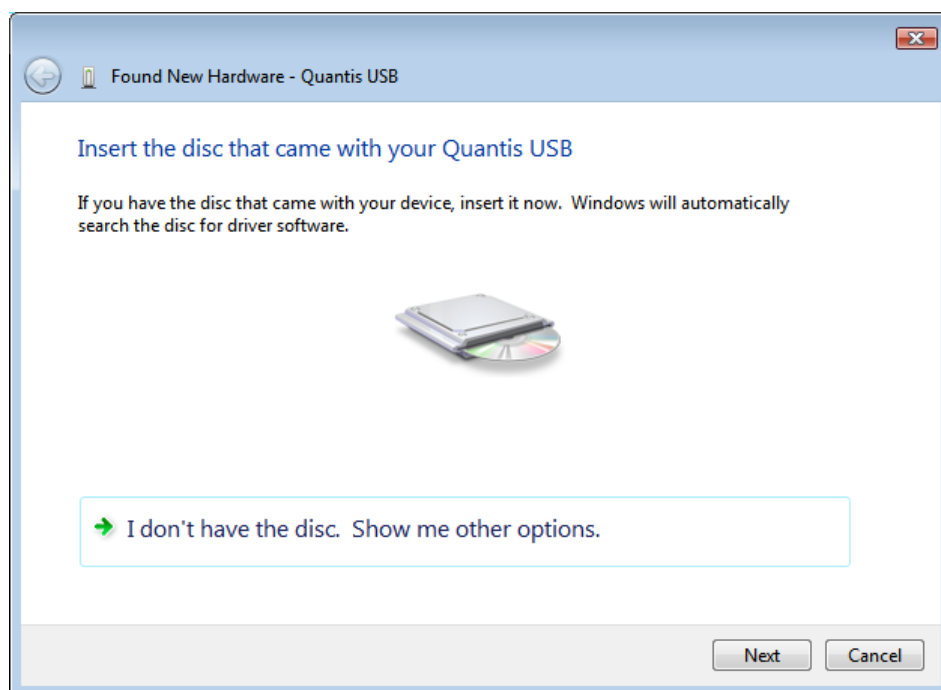 Found New Hardware - Quantis USB
Insert the disc that came with your Quantis USB
If you have the disc that came with your device, insert it now.  Windows will automatically
search the disc for driver software.
I don't have the disc.  Show me other options.
Next
Cancel